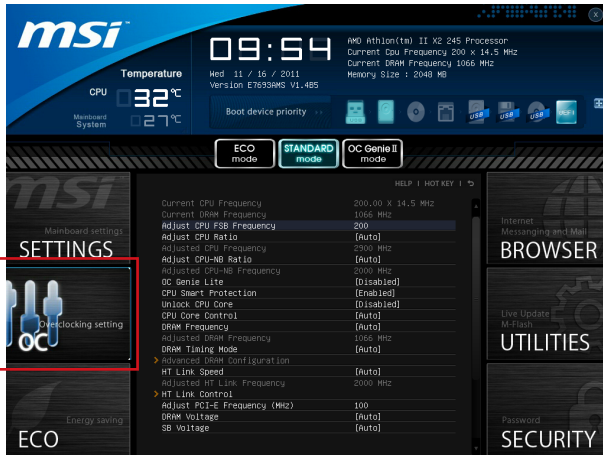 msi
Temperature
CPU 32℃
Mainboard
System 27℃
09:54
Wed 11 / 16 / 2011
Version E7693AMS V1.4B5
AMD Athlon(tm) II X2 245 Processor
Current Cpu Frequency 200 x 14.5 MHz
Current DRAM Frequency 1066 MHz
Memory Size : 2048 MB
Boot device priority
USB
USB
USB
UEFI
ECO
mode
STANDARD
mode
OC Genie II
mode
HELP | HOT KEY |
msi
Mainboard settings
SETTINGS
Overclocking setting
OC
Energy saving
ECO
Current CPU Frequency 200.00 X 14.5 MHz
Current DRAM Frequency 1066 MHz
Adjust CPU FSB Frequency 200
Adjust CPU Ratio [Auto]
Adjusted CPU Frequency 2900 MHz
Adjust CPU-NB Ratio [Auto]
Adjusted CPU-NB Frequency 2000 MHz
OC Genie Lite [Disabled]
CPU Smart Protection [Enabled]
Unlock CPU Core [Disabled]
CPU Core Control [Auto]
DRAM Frequency [Auto]
Adjusted DRAM Frequency 1066 MHz
DRAM Timing Mode [Auto]
> Advanced DRAM Configuration
HT Link Speed [Auto]
Adjusted HT Link Frequency 2000 MHz
> HT Link Control
Adjust PCI-E Frequency (MHz) 100
DRAM Voltage [Auto]
SB Voltage [Auto]
Internet
Messanging and Mail
BROWSER
Live Update
M-Flash
UTILITIES
Password
SECURITY